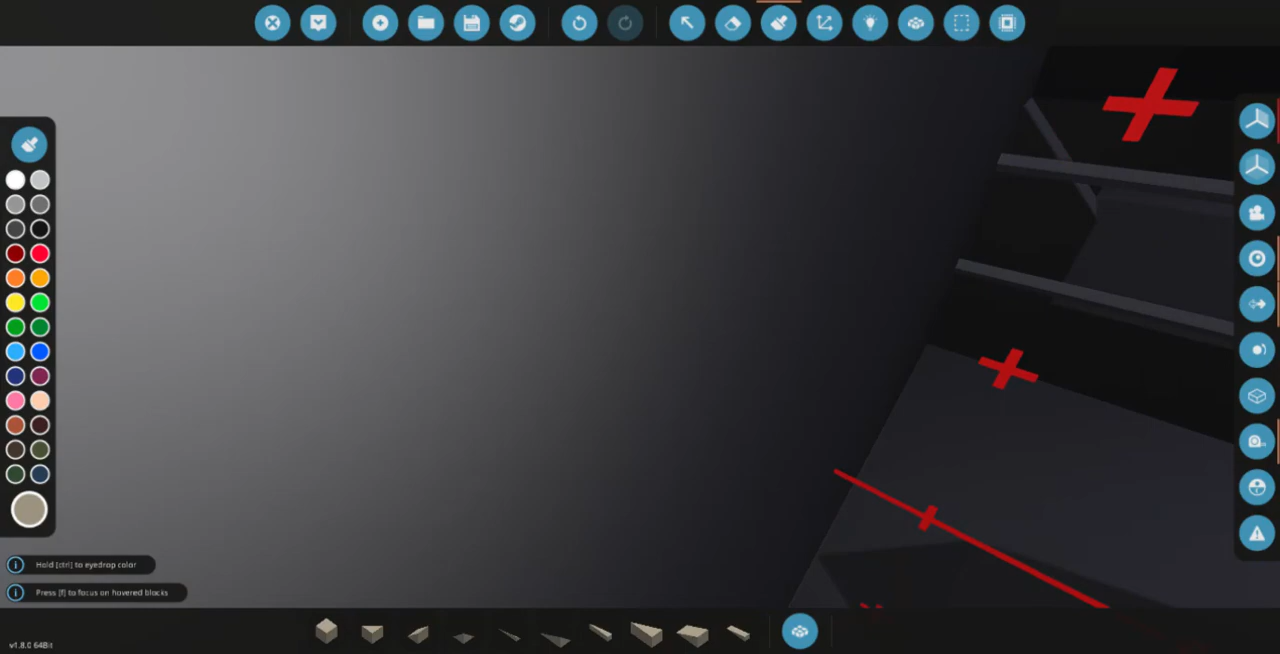 Hold [ctrl] to eyedrop color
Press [f] to focus on hovered blocks
v1.8.0 64Bit